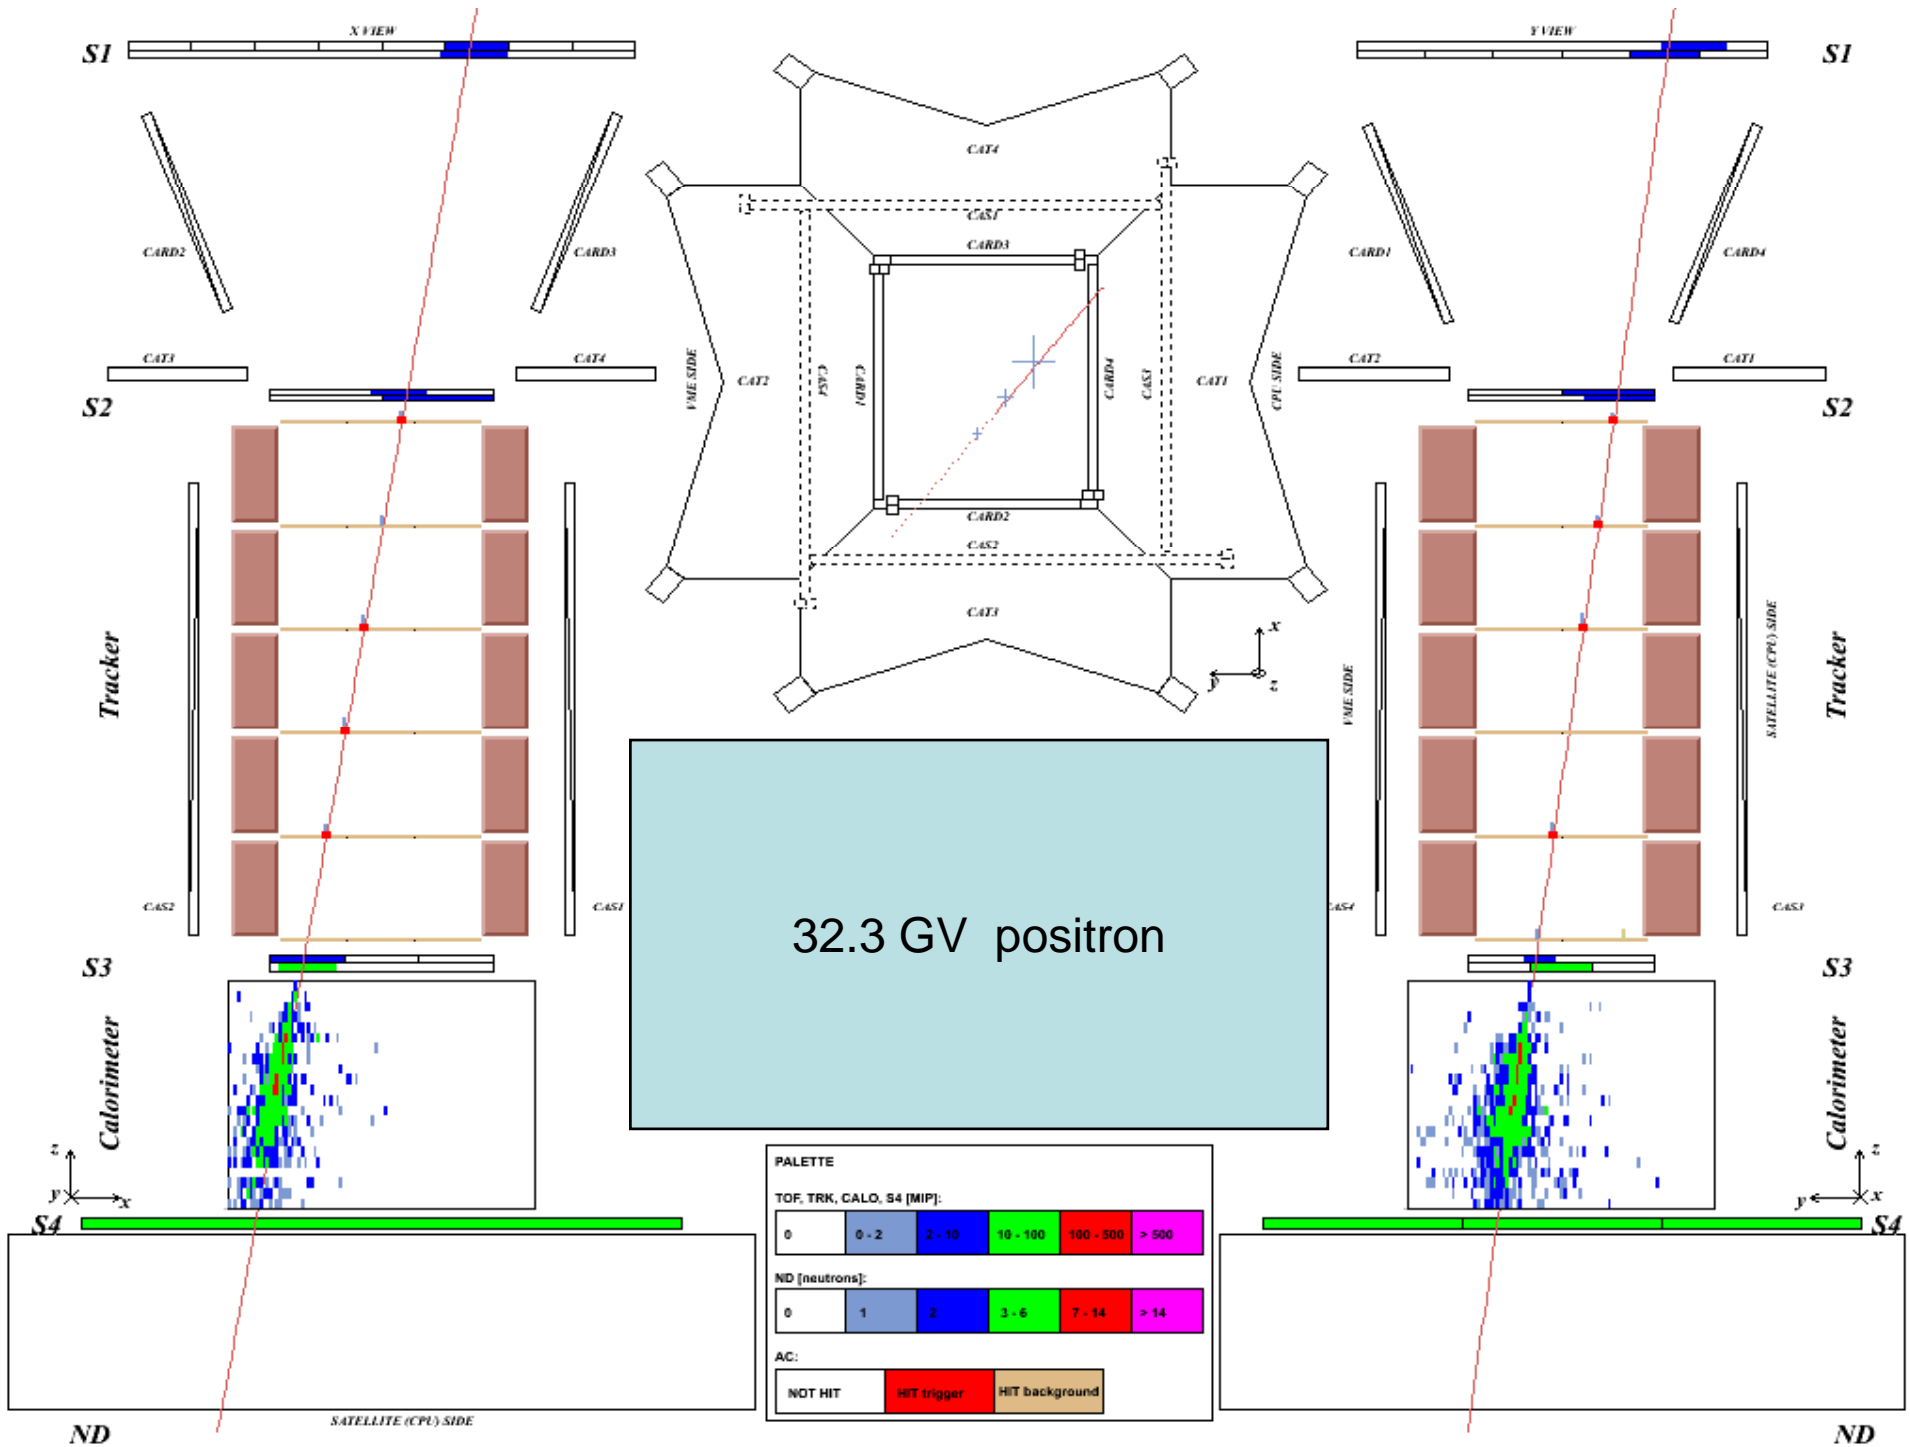 X VIEW
Y VIEW
S1
S1
CAT4
CARD2
CARD3
CAS1
CARD3
CARD1
CARD4
CAT3
CAT4
VME SIDE
CAT2
CAS4
CARD1
CARD4
CAS3
CAT1
CPU SIDE
CAT2
CAT1
S2
S2
CARD2
CAS2
CAT3
x
y
z
Tracker
VME SIDE
SATELLITE (CPU) SIDE
Tracker
CAS2
CAS1
32.3 GV positron
CAS4
CAS3
S3
S3
Calorimeter
Calorimeter
z
y
x
z
y
x
PALETTE
TOF, TRK, CALO, S4 [MIP]:
0
0 - 2
2 - 10
10 - 100
100 - 500
> 500
S4
S4
ND [neutrons]:
0
1
2
3 - 6
7 - 14
> 14
AC:
NOT HIT
HIT trigger
HIT background
SATELLITE (CPU) SIDE
ND
ND